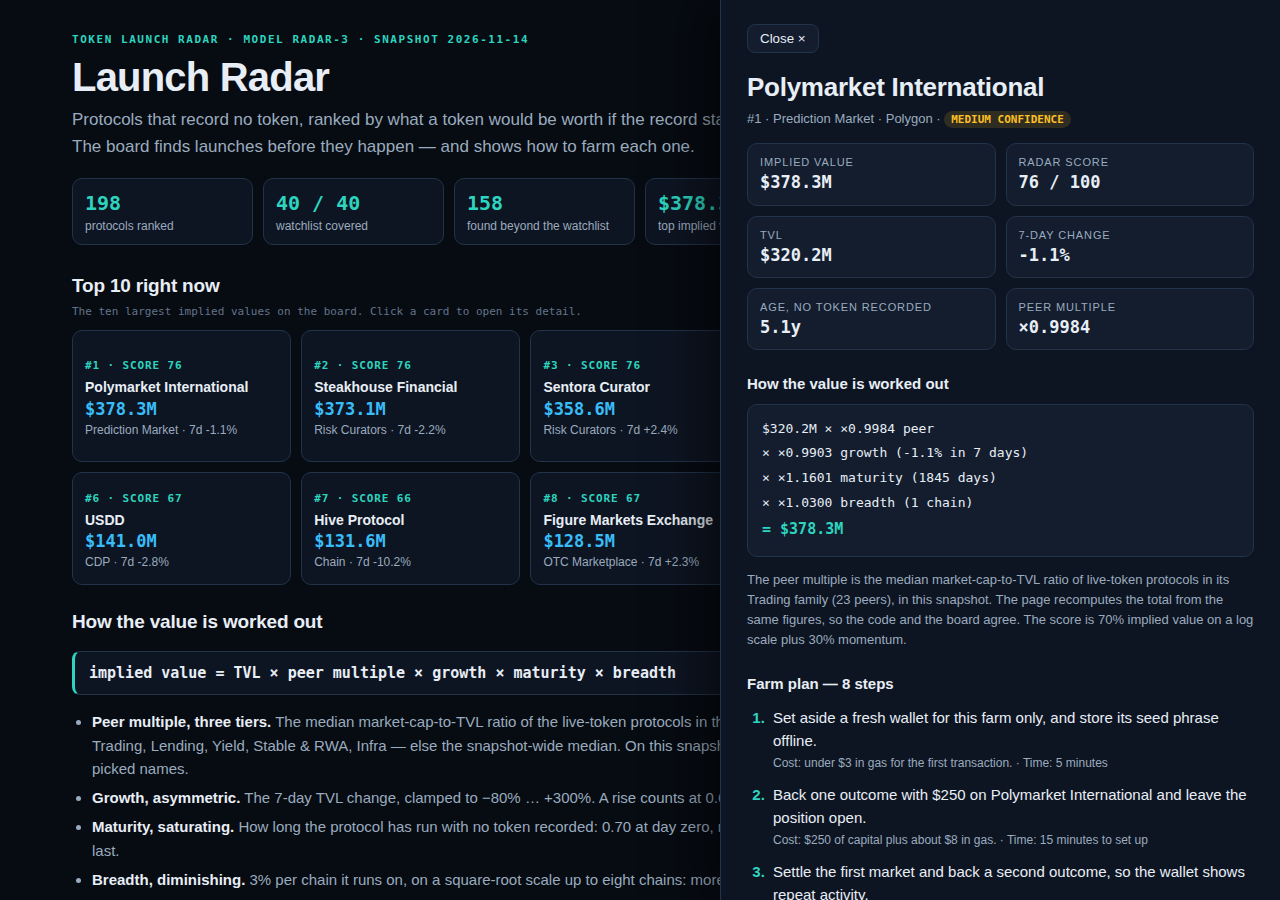 TOKEN LAUNCH RADAR · MODEL RADAR-3 · SNAPSHOT 2026-11-14
Launch Radar
Protocols that record no token, ranked by what a token would be worth if the record
The board finds launches before they happen — and shows how to farm each one.
198
protocols ranked
40 / 40
watchlist covered
158
found beyond the watchlist
top implied
Top 10 right now
The ten largest implied values on the board. Click a card to open its detail.
#1 · SCORE 76
Polymarket International
$378.3M
Prediction Market · 7d -1.1%
#2 · SCORE 76
Steakhouse Financial
$373.1M
Risk Curators · 7d -2.2%
#3 · SCORE 76
Sentora Curator
$358.6M
Risk Curators · 7d +2.4%
#6 · SCORE 67
USDD
$141.0M
CDP · 7d -2.8%
#7 · SCORE 66
Hive Protocol
$131.6M
Chain · 7d -10.2%
#8 · SCORE 67
Figure Markets Exchange
$128.5M
OTC Marketplace · 7d +2.3%
How the value is worked out
implied value = TVL × peer multiple × growth × maturity × breadth
Peer multiple, three tiers. The median market-cap-to-TVL ratio of the live-token protocols in
Trading, Lending, Yield, Stable & RWA, Infra — else the snapshot-wide median. On this
picked names.
Growth, asymmetric. The 7-day TVL change, clamped to −80% … +300%. A rise counts at
Maturity, saturating. How long the protocol has run with no token recorded: 0.70 at day zero,
last.
Breadth, diminishing. 3% per chain it runs on, on a square-root scale up to eight chains: more
Close ×
Polymarket International
#1 · Prediction Market · Polygon · MEDIUM CONFIDENCE
IMPLIED VALUE
$378.3M
RADAR SCORE
76 / 100
TVL
$320.2M
7-DAY CHANGE
-1.1%
AGE, NO TOKEN RECORDED
5.1y
PEER MULTIPLE
×0.9984
How the value is worked out
$320.2M × ×0.9984 peer
× ×0.9903 growth (-1.1% in 7 days)
× ×1.1601 maturity (1845 days)
× ×1.0300 breadth (1 chain)
= $378.3M
The peer multiple is the median market-cap-to-TVL ratio of live-token protocols in its
Trading family (23 peers), in this snapshot. The page recomputes the total from the
same figures, so the code and the board agree. The score is 70% implied value on a log
scale plus 30% momentum.
Farm plan — 8 steps
1. Set aside a fresh wallet for this farm only, and store its seed phrase
offline.
Cost: under $3 in gas for the first transaction. · Time: 5 minutes
2. Back one outcome with $250 on Polymarket International and leave the
position open.
Cost: $250 of capital plus about $8 in gas. · Time: 15 minutes to set up
3. Settle the first market and back a second outcome, so the wallet shows
repeat activity.